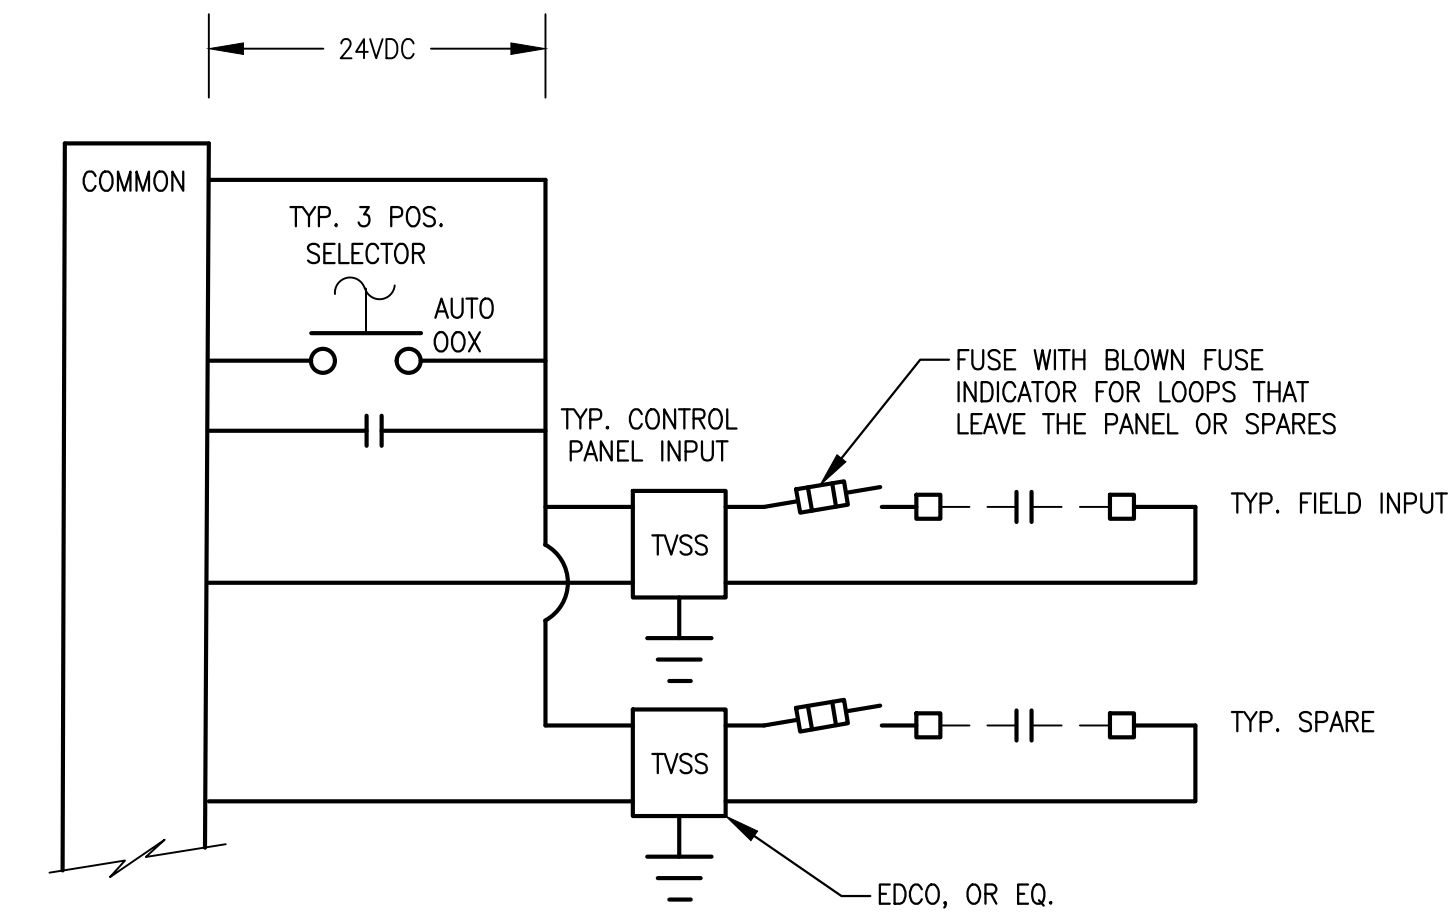 24VDC
COMMON
TYP. 3 POS.
SELECTOR
AUTO
OOX
FUSE WITH BLOWN FUSE
INDICATOR FOR LOOPS THAT
LEAVE THE PANEL OR SPARES
TYP. CONTROL
PANEL INPUT
TVSS
TYP. FIELD INPUT
TVSS
TYP. SPARE
EDCO, OR EQ.